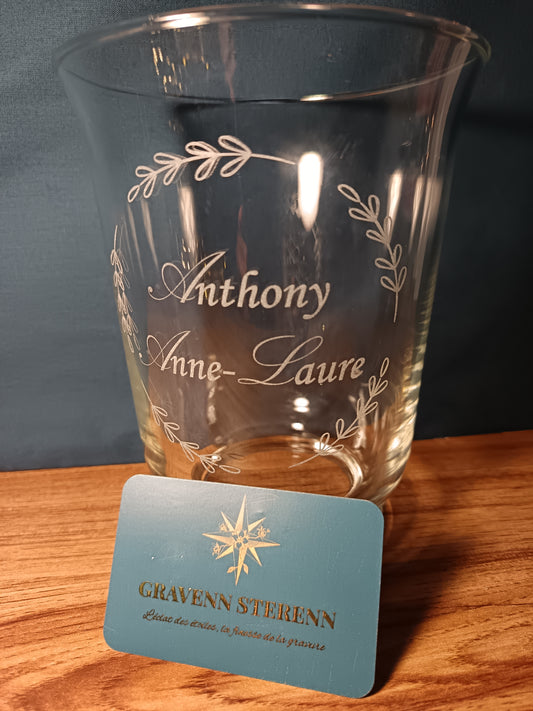 Anthony
Anne-Laure
GRAVENN STERENN
L'éclat des étoiles, la finesse de la gravure